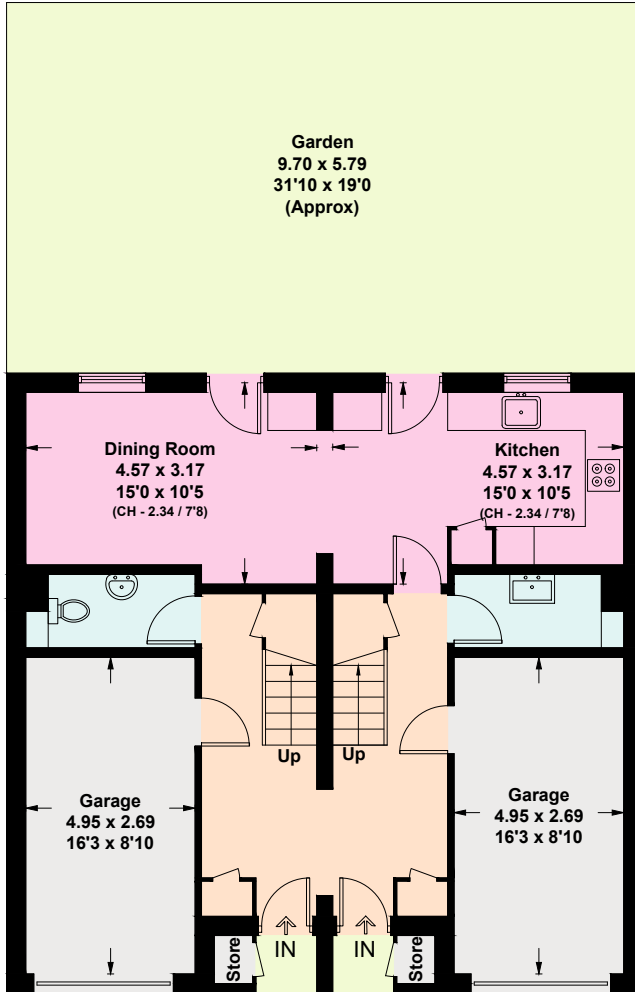 Garden
9.70 x 5.79
31'10 x 19'0
(Approx)
Dining Room
4.57 x 3.17
15'0 x 10'5
(CH - 2.34 / 7'8)
Kitchen
4.57 x 3.17
15'0 x 10'5
(CH - 2.34 / 7'8)
Up
Up
Garage
4.95 x 2.69
16'3 x 8'10
Garage
4.95 x 2.69
16'3 x 8'10
Store
IN
IN
Store